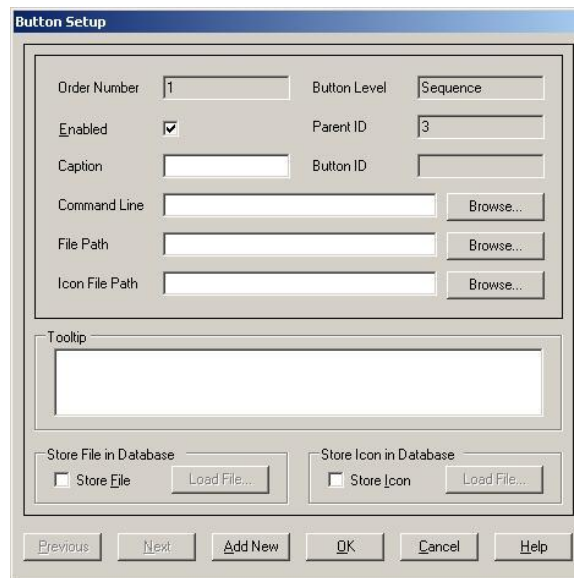 Button Setup
Order Number 1 Button Level Sequence
Enabled Parent ID 3
Caption Button ID
Command Line Browse...
File Path Browse...
Icon File Path Browse...
Tooltip
Store File in Database Store Icon in Database
Store File Load File... Store Icon Load File...
Previous Next Add New OK Cancel Help